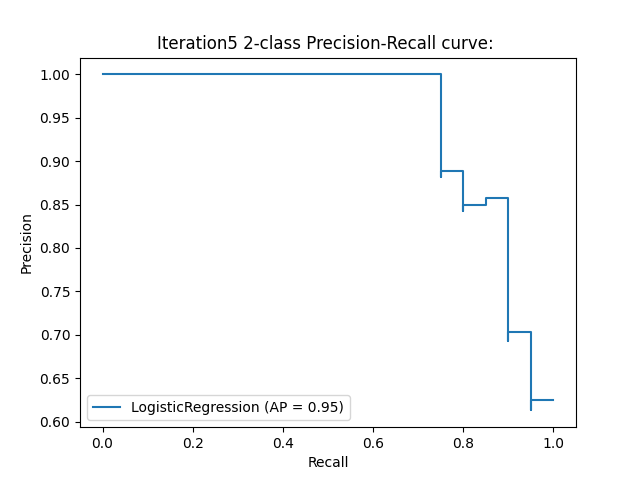 Iteration5 2-class Precision-Recall curve:
1.00
0.95
0.90
0.85
0.80
0.75
0.70
0.65
0.60
Precision
LogisticRegression (AP = 0.95)
0.0 0.2 0.4 0.6 0.8 1.0
Recall